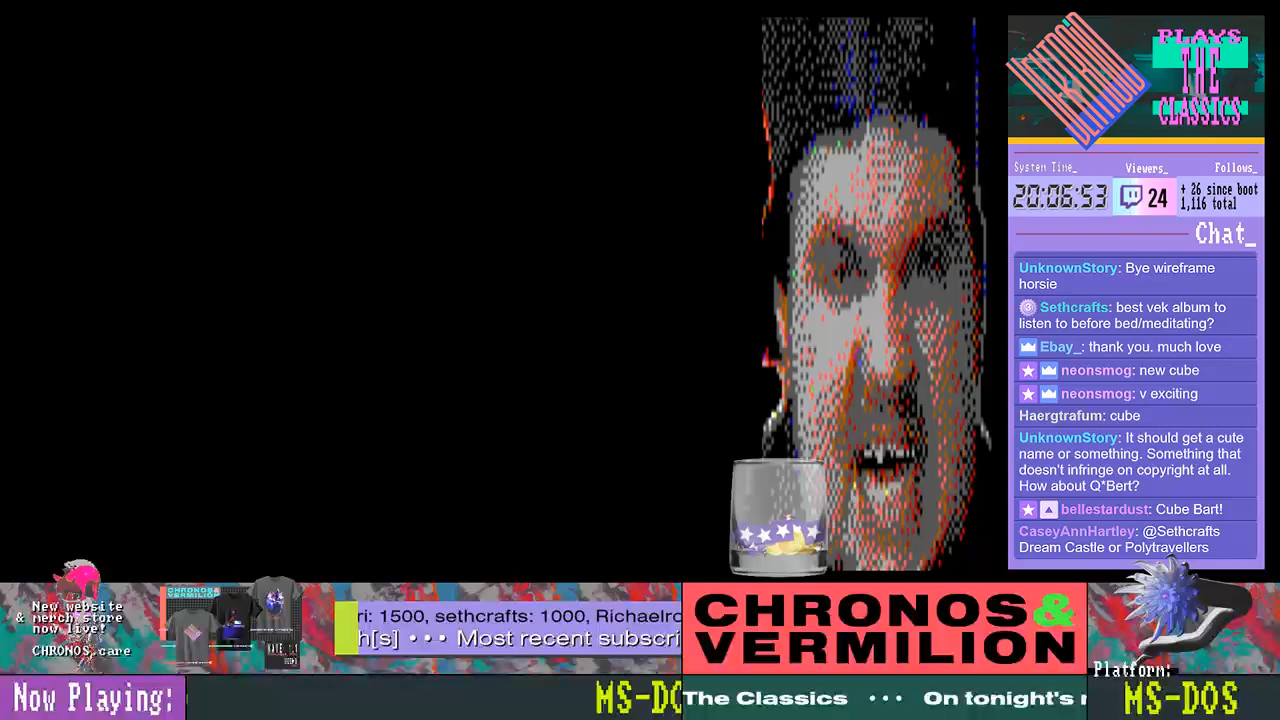 PLAYS
THE
CLASSICS
System Time_
Viewers_
Follows_
20:06:53
24
+ 26 since boot
1,116 total
Chat_
UnknownStory: Bye wireframe
horsie
Sethcrafts: best vek album to
listen to before bed/meditating?
Ebay_: thank you. much love
neonsmog: new cube
neonsmog: v exciting
Haergtrafum: cube
UnknownStory: It should get a cute
name or something. Something that
doesn't infringe on copyright at all.
How about Q*Bert?
bellestardust: Cube Bart!
CaseyAnnHartley: @Sethcrafts
Dream Castle or Polytravellers
New website
& merch store
now live!
CHRONOS.care
CHRONOS&
ri: 1500, sethcrafts: 1000, Richaelro
h[s] ••• Most recent subscri
CHRONOS&
VERMILION
Platform:
Now Playing:
MS-DO
The Classics ••• On tonight's
MS-DOS